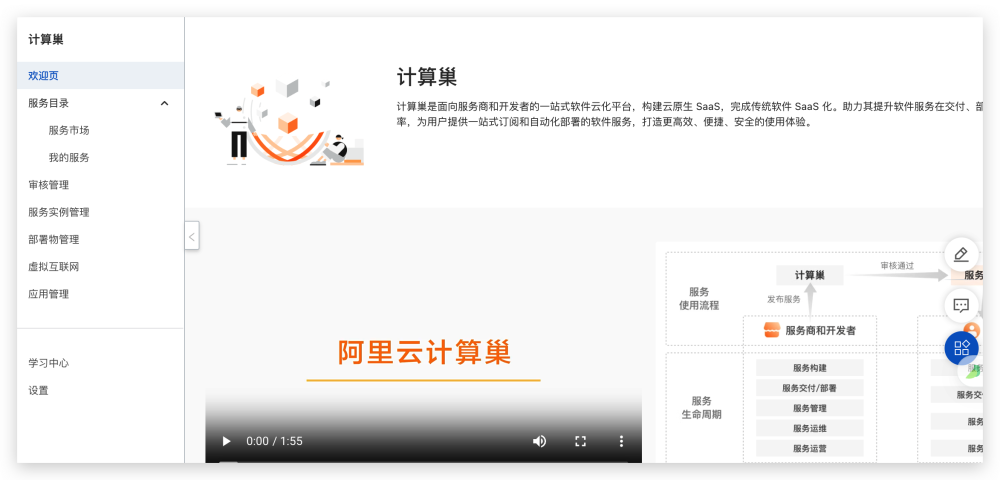 计算巢
欢迎页
服务目录
服务市场
我的服务
审核管理
服务实例管理
部署物管理
虚拟互联网
应用管理
学习中心
设置
计算巢
计算巢是面向服务商和开发者的一站式软件云化平台，构建云原生 SaaS，完成传统软件 SaaS 化。助力其提升软件服务在交付、部
率，为用户提供一站式订阅和自动化部署的软件服务，打造更高效、便捷、安全的使用体验。
阿里云计算巢
0:00 / 1:55
服务
使用流程
计算巢
审核通过
服务
发布服务
服务商和开发者
服务
生命周期
服务构建
服务交付/部署
服务管理
服务运维
服务运营
服务交
服务
服务